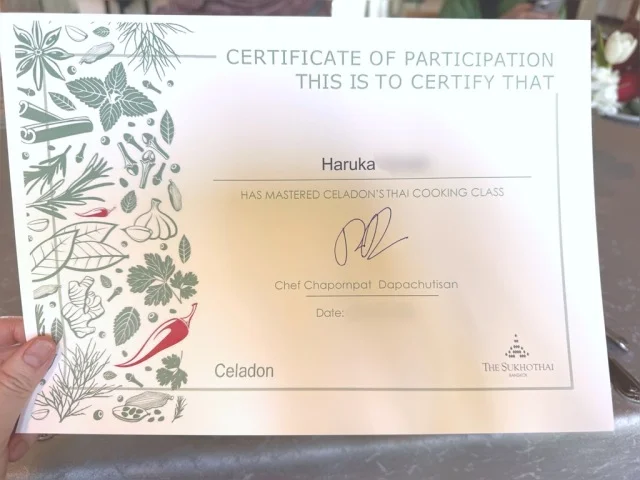 CERTIFICATE OF PARTICIPATION
THIS IS TO CERTIFY THAT
Haruka
HAS MASTERED CELADON'S THAI COOKING CLASS
Chef Chapornpat Dapachutisan
Date:
Celadon
THE SUKHOTHAI
BANGKOK